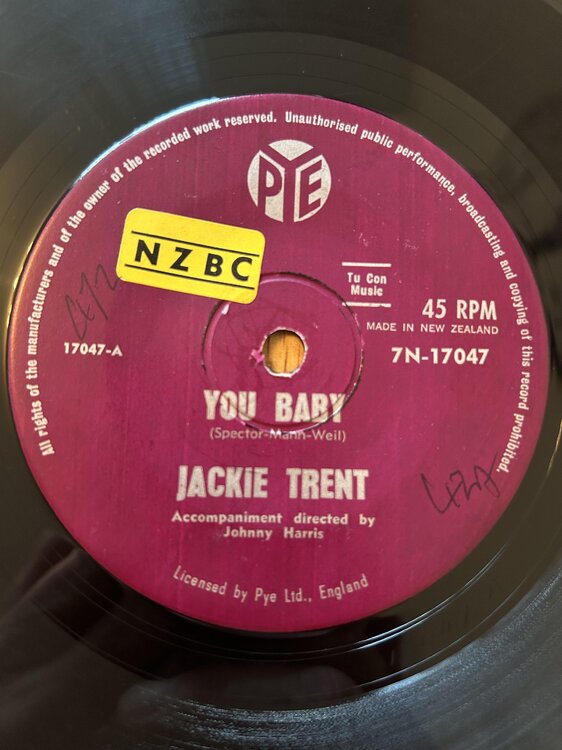 All rights of the manufacturers and of the owner of the recorded work reserved. Unauthorised public performance, broadcasting and copying of this record prohibited.
PYE
NZBC
Tu Con
Music
45 RPM
MADE IN NEW ZEALAND
17047-A
7N-17047
YOU BABY
(Spector-Mann-Weil)
JACKiE TRENT
Accompaniment directed by
Johnny Harris
Licensed by Pye Ltd., England